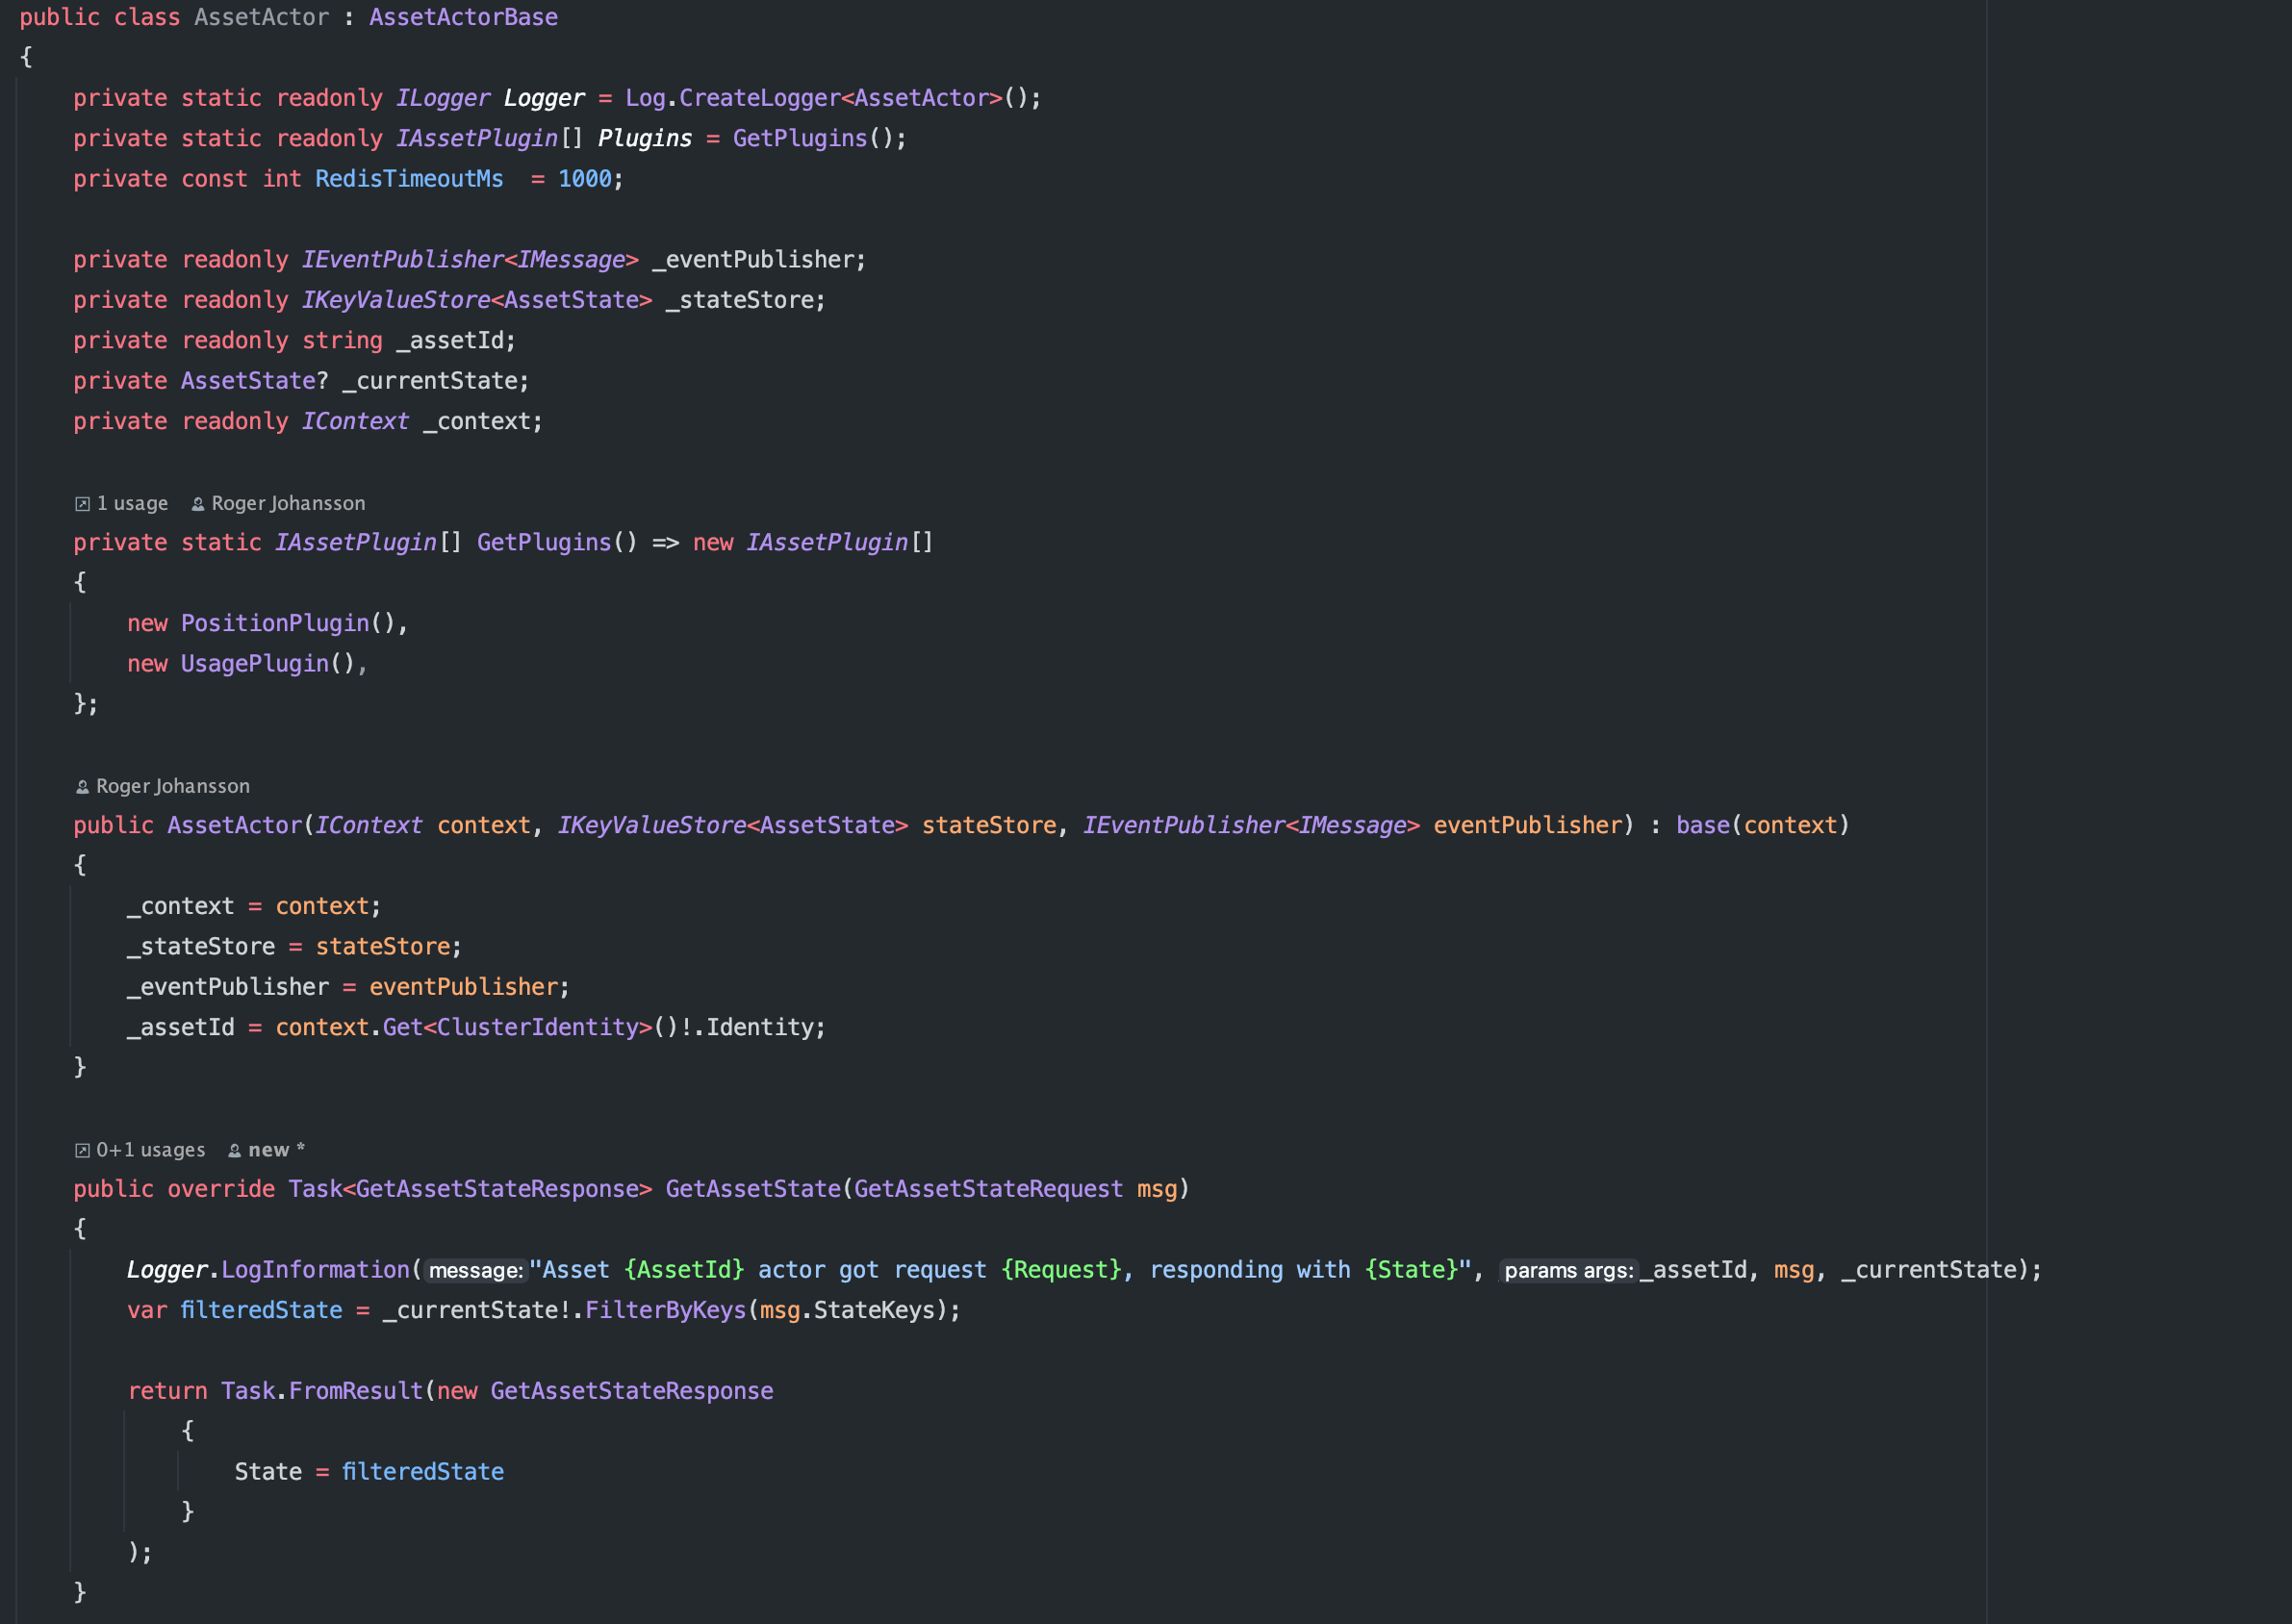 public class AssetActor : AssetActorBase
{
    private static readonly ILogger Logger = Log.CreateLogger<AssetActor>();
    private static readonly IAssetPlugin[] Plugins = GetPlugins();
    private const int RedisTimeoutMs  = 1000;

    private readonly IEventPublisher<IMessage> _eventPublisher;
    private readonly IKeyValueStore<AssetState> _stateStore;
    private readonly string _assetId;
    private AssetState? _currentState;
    private readonly IContext _context;

    1 usage   Roger Johansson
    private static IAssetPlugin[] GetPlugins() => new IAssetPlugin[]
    {
        new PositionPlugin(),
        new UsagePlugin(),
    };

    Roger Johansson
    public AssetActor(IContext context, IKeyValueStore<AssetState> stateStore, IEventPublisher<IMessage> eventPublisher) : base(context)
    {
        _context = context;
        _stateStore = stateStore;
        _eventPublisher = eventPublisher;
        _assetId = context.Get<ClusterIdentity>()!.Identity;
    }

    0+1 usages   new *
    public override Task<GetAssetStateResponse> GetAssetState(GetAssetStateRequest msg)
    {
        Logger.LogInformation(message:"Asset {AssetId} actor got request {Request}, responding with {State}", params args:_assetId, msg, _currentState);
        var filteredState = _currentState!.FilterByKeys(msg.StateKeys);

        return Task.FromResult(new GetAssetStateResponse
            {
                State = filteredState
            }
        );
    }